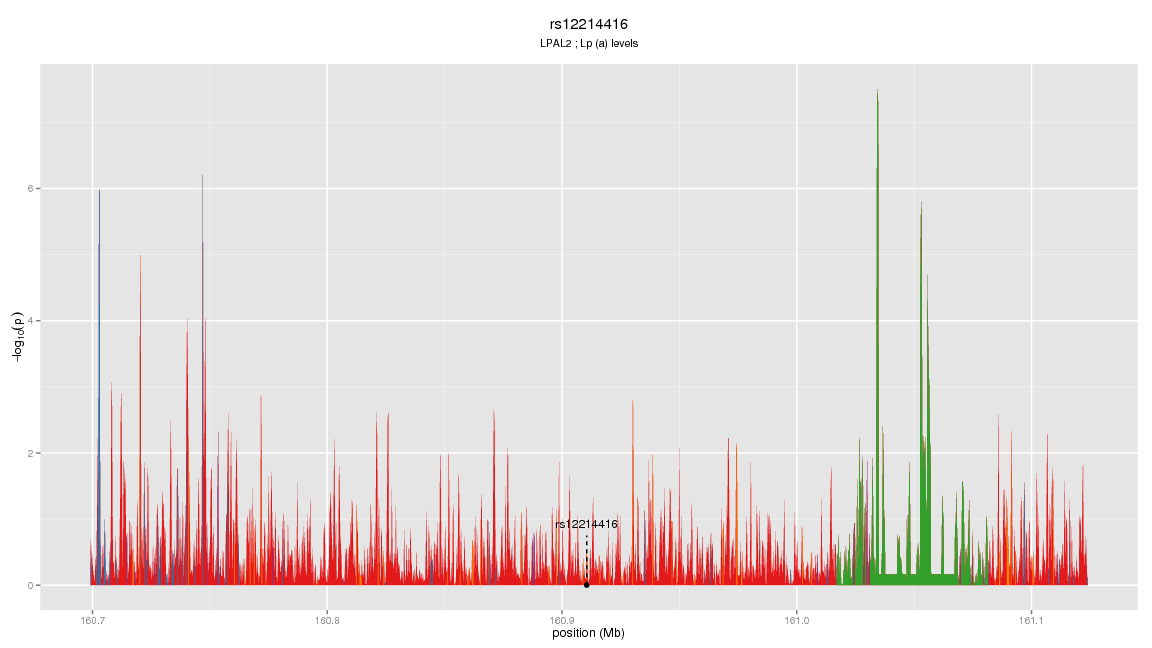 rs12214416
LPAL2 ; Lp (a) levels
−log10(p)
6
4
2
0
rs12214416
160.7 160.8 160.9 161.0 161.1
position (Mb)